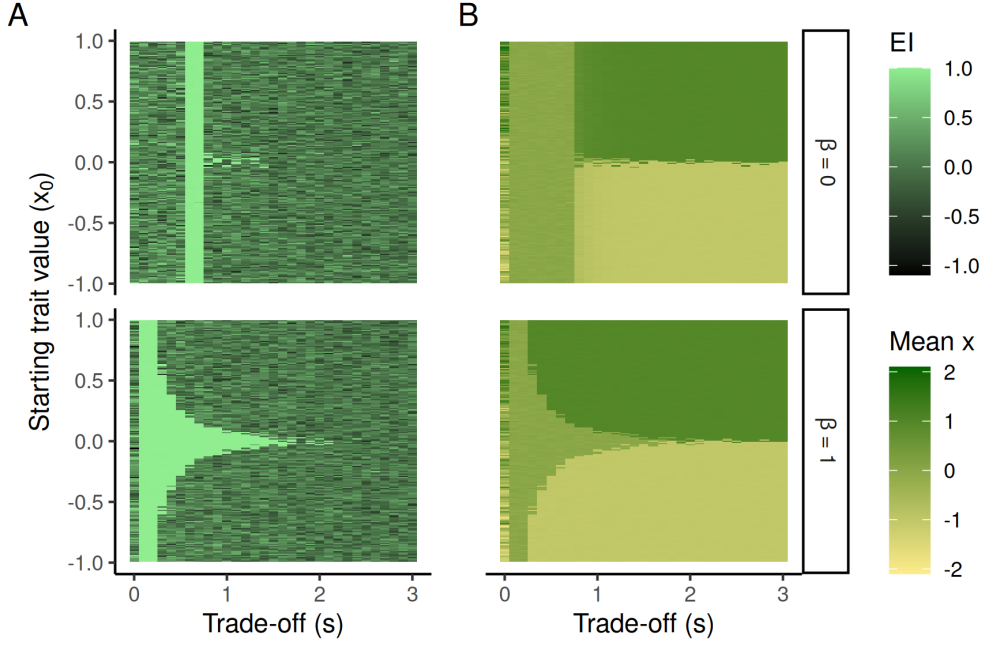 A
B
1.0
0.5
0.0
-0.5
-1.0
β = 0
1.0
0.5
0.0
-0.5
-1.0
β = 1
Starting trait value (x₀)
0 1 2 3
Trade-off (s)
0 1 2 3
Trade-off (s)
EI
1.0
0.5
0.0
-0.5
-1.0
Mean x
2
1
0
-1
-2